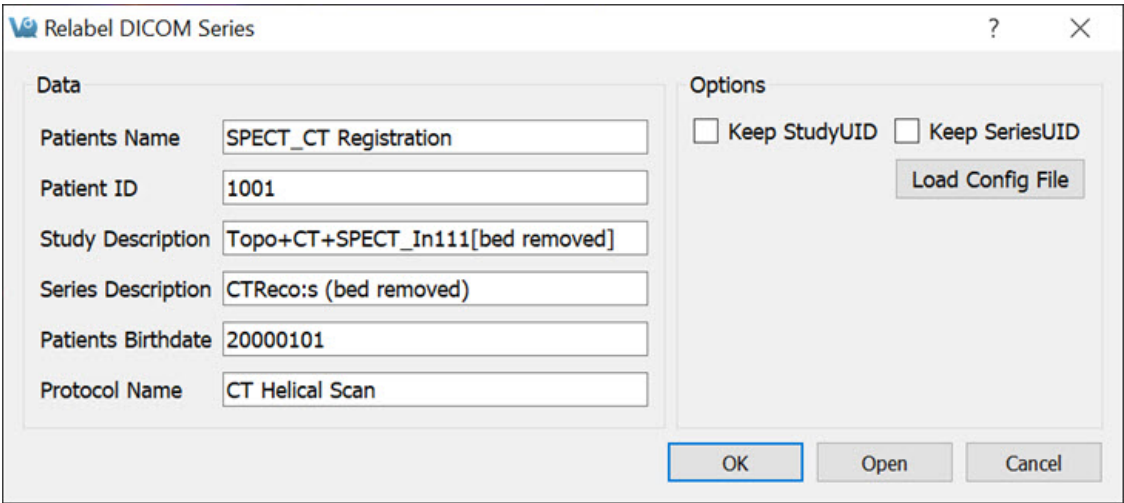 Relabel DICOM Series ?
Data
Patients Name SPECT_CT Registration
Patient ID 1001
Study Description Topo+CT+SPECT_In111[bed removed]
Series Description CTReco:s (bed removed)
Patients Birthdate 20000101
Protocol Name CT Helical Scan
Options
Keep StudyUID Keep SeriesUID
Load Config File
OK Open Cancel